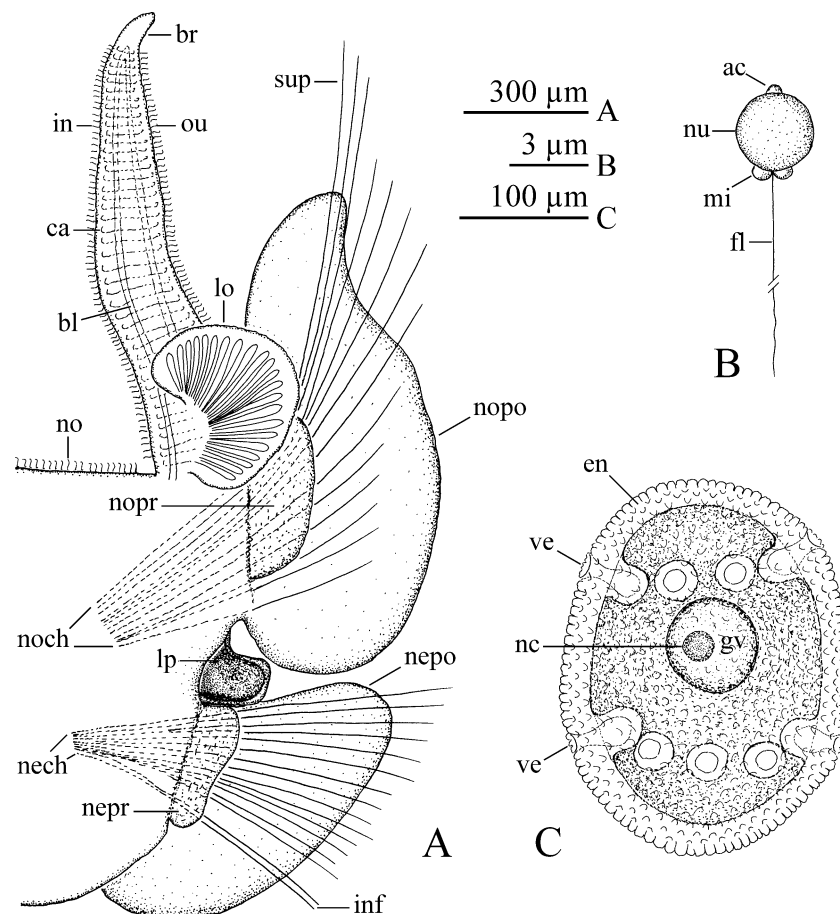 br
sup
in
ou
ca
bl
lo
no
nopr
nopo
noch
lp
nepo
nech
nepr
inf
A
300 µm A
3 µm B
100 µm C
ac
nu
mi
fl
B
en
ve
nc
gv
ve
C